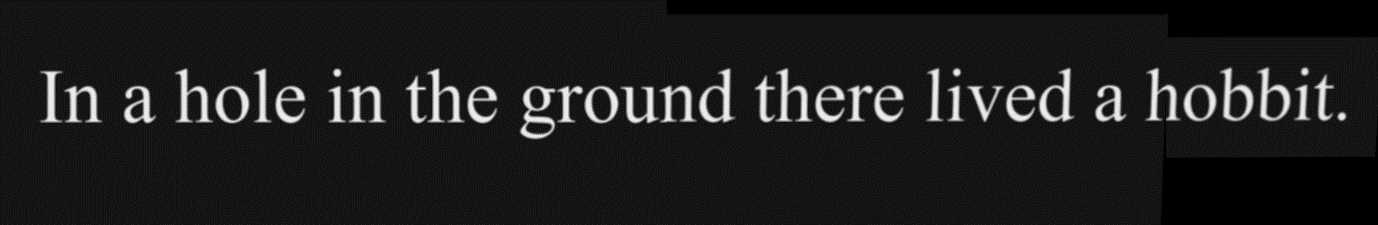 In a hole in the ground there lived a hobbit.